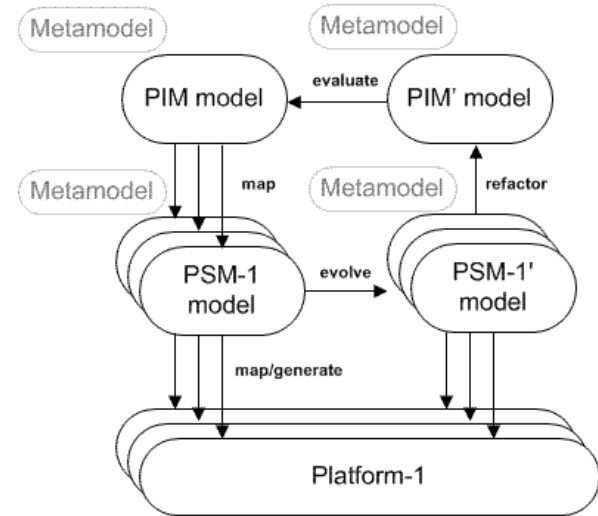 Metamodel
Metamodel
PIM model
evaluate
PIM' model
Metamodel
map
Metamodel
refactor
PSM-1
model
evolve
PSM-1'
model
map/generate
Platform-1